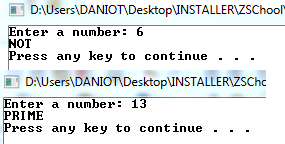 D:\Users\DANIOT\Desktop\INSTALLER\ZSchool\
Enter a number: 6
NOT
Press any key to continue . . .
D:\Users\DANIOT\Desktop\INSTALLER\ZScho
Enter a number: 13
PRIME
Press any key to continue . . .